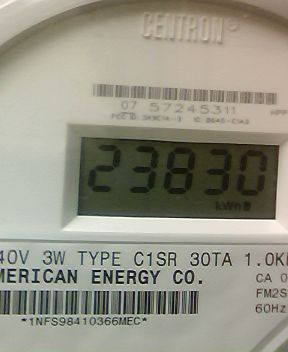 CENTRON®
07 57245311
23830
kWh
40V 3W TYPE C1SR 30TA 1.0K
MERICAN ENERGY CO.
CA 0
FM2S
60Hz
*1NFS98410366MEC*